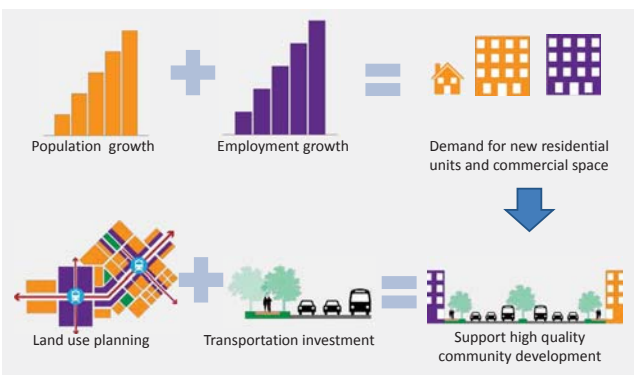 Population growth
Employment growth
Demand for new residential
units and commercial space
Land use planning
Transportation investment
Support high quality
community development